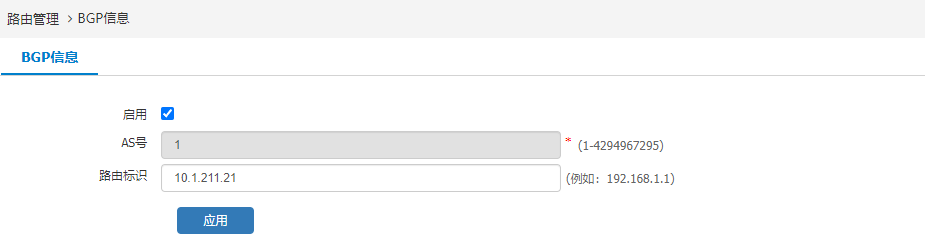 路由管理 > BGP信息
BGP信息
启用
AS号 1 * (1-4294967295)
路由标识 10.1.211.21 (例如：192.168.1.1)
应用